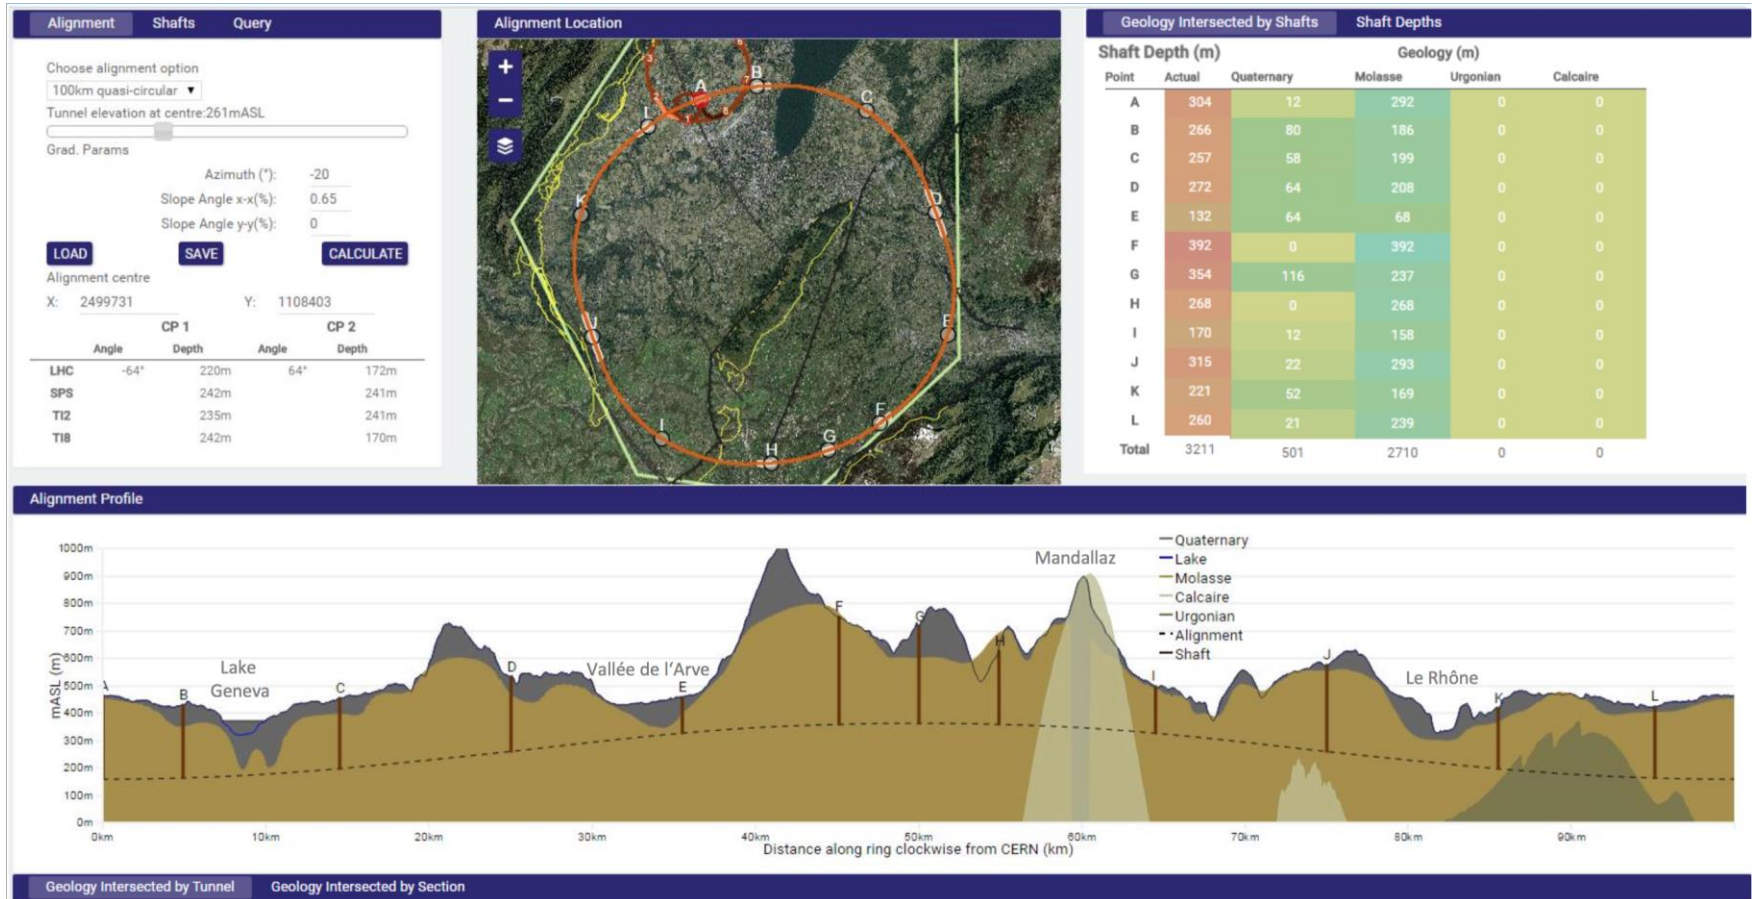 Alignment Shafts Query
Choose alignment option
100km quasi-circular ▼
Tunnel elevation at centre:261mASL
Grad. Params
Azimuth (°): -20
Slope Angle x-x(%): 0.65
Slope Angle y-y(%): 0
LOAD SAVE CALCULATE
Alignment centre
X: 2499731 Y: 1108403
CP 1 CP 2
Angle Depth Angle Depth
LHC -64° 220m 64° 172m
SPS 242m 241m
TI2 235m 241m
TI8 242m 170m
Alignment Location
+
−
A
B
C
D
E
F
G
H
I
J
K
L
3
6
7
2
1
8
Geology Intersected by Shafts Shaft Depths
Shaft Depth (m) Geology (m)
Point Actual Quaternary Molasse Urgonian Calcaire
A 304 12 292 0 0
B 266 80 186 0 0
C 257 58 199 0 0
D 272 64 208 0 0
E 132 64 68 0 0
F 392 0 392 0 0
G 354 116 237 0 0
H 268 0 268 0 0
I 170 12 158 0 0
J 315 22 293 0 0
K 221 52 169 0 0
L 260 21 239 0 0
Total 3211 501 2710 0 0
Alignment Profile
1000m
900m
800m
700m
600m
500m
400m
300m
200m
100m
0m
mASL (m)
A
B
Lake
Geneva
C
D
Vallée de l'Arve
E
F
G
H
Mandallaz
I
J
Le Rhône
K
L
Quaternary
Lake
Molasse
Calcaire
Urgonian
Alignment
Shaft
0km 10km 20km 30km 40km 50km 60km 70km 80km 90km
Distance along ring clockwise from CERN (km)
Geology Intersected by Tunnel Geology Intersected by Section